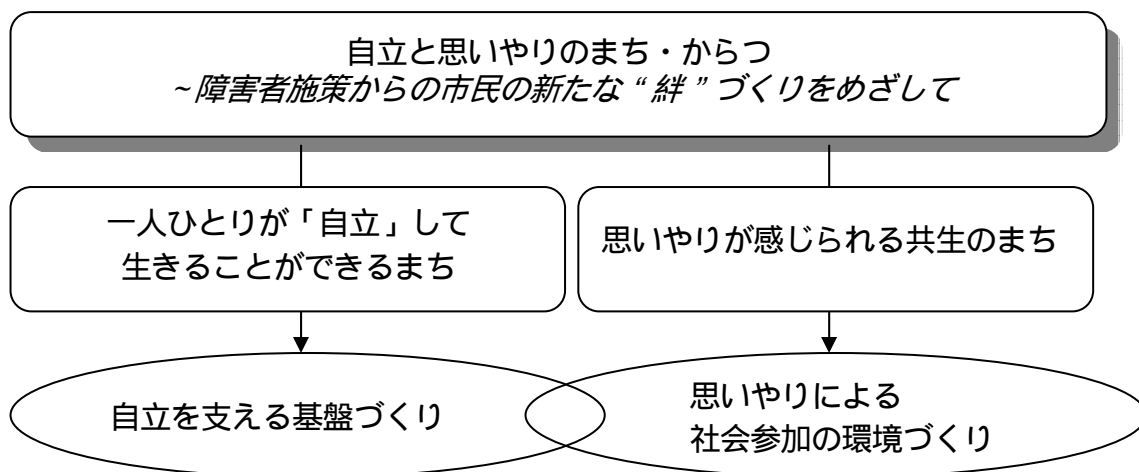 自立と思いやりのまち・からつ
~障害者施策からの市民の新たな“絆”づくりをめざして
一人ひとりが「自立」して
生きることができるまち
思いやりが感じられる共生のまち
自立を支える基盤づくり
思いやりによる
社会参加の環境づくり